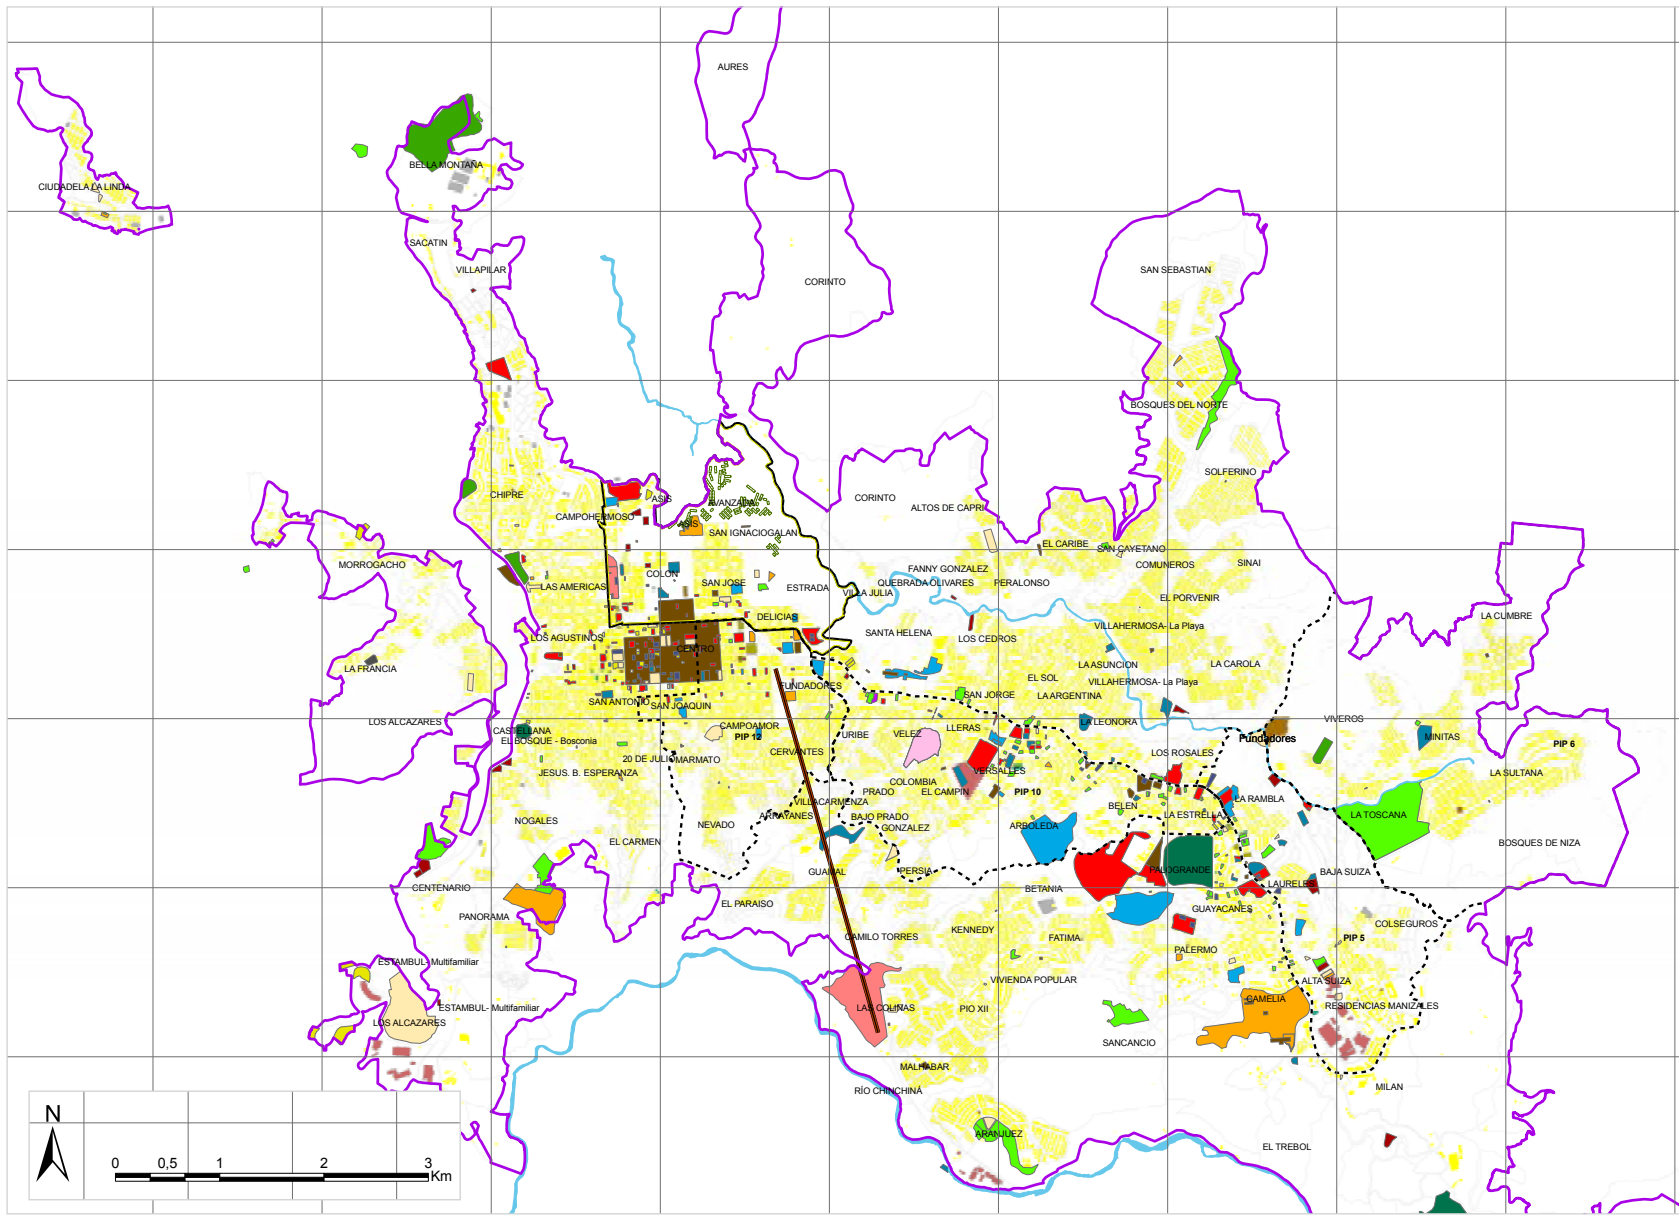 AURES
BELLA MONTAÑA
CIUDADELA LA LINDA
SACATIN
VILLAPILAR
SAN SEBASTIAN
CORINTO
BOSQUES DEL NORTE
SOLFERINO
CHIPRE
ASIS
AVANZADA
CORINTO
ALTOS DE CAPRI
CAMPOHERMOSO
ASIS
SAN IGNACIO
GALAN
EL CARIBE
SAN CAYETANO
MORROGACHO
COLON
SAN JOSE
FANNY GONZALEZ
COMUNEROS
SINAI
LAS AMERICAS
ESTRADA
VILLA JULIA
QUEBRADA OLIVARES
PERALONSO
EL PORVENIR
DELICIAS
LA CUMBRE
LOS AGUSTINOS
CENTRO
SANTA HELENA
LOS CEDROS
VILLAHERMOSA- La Playa
LA FRANCIA
LA ASUNCION
LA CAROLA
EL SOL
VILLAHERMOSA- La Playa
FUNDADORES
SAN JORGE
LA ARGENTINA
SAN ANTONIO
SAN JOAQUIN
LOS ALCAZARES
CASTELLANA
CAMPOAMOR
LLERAS
LA LEONORA
VIVEROS
EL BOSQUE - Bosconia
PIP 12
URIBE
VELEZ
Fundadores
MINITAS
PIP 6
20 DE JULIO
MARMATO
CERVANTES
LOS ROSALES
JESUS. B. ESPERANZA
COLOMBIA
VERSALLES
LA SULTANA
PRADO
EL CAMPIN
PIP 10
VILLACARMENZA
BELEN
LA RAMBLA
NOGALES
NEVADO
ARRAYANES
BAJO PRADO
GONZALEZ
ARBOLEDA
LA ESTRELLA
LA TOSCANA
EL CARMEN
BOSQUES DE NIZA
GUAMAL
PERSIA
PALOGRANDE
BAJA SUIZA
CENTENARIO
BETANIA
LAURELES
PANORAMA
EL PARAISO
GUAYACANES
CAMILO TORRES
KENNEDY
FATIMA
PIP 5
COLSEGUROS
PALERMO
ESTAMBUL- Multifamiliar
VIVIENDA POPULAR
ALTA SUIZA
ESTAMBUL- Multifamiliar
LAS COLINAS
PIO XII
CAMELIA
RESIDENCIAS MANIZALES
LOS ALCAZARES
SANCANCIO
MALHABAR
RÍO CHINCHINÁ
MILAN
ARANJUEZ
EL TREBOL
N
0 0,5 1 2 3
Km